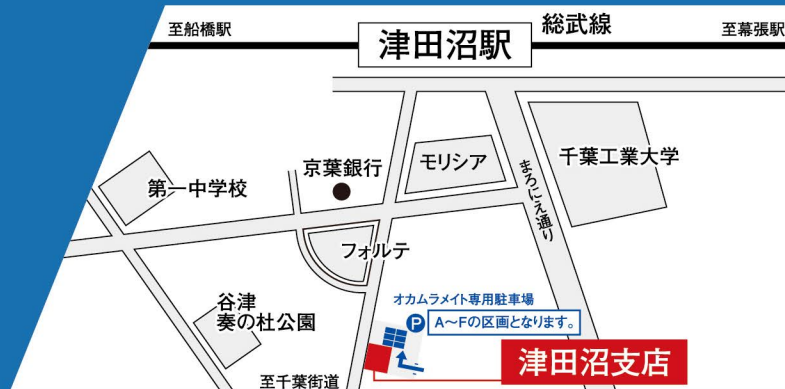 至船橋駅
津田沼駅
総武線
至幕張駅
京葉銀行
モリシア
千葉工業大学
まろにえ通り
第一中学校
フォルテ
谷津
奏の杜公園
オカムラメイト専用駐車場
P
A～Fの区画となります。
津田沼支店
至千葉街道